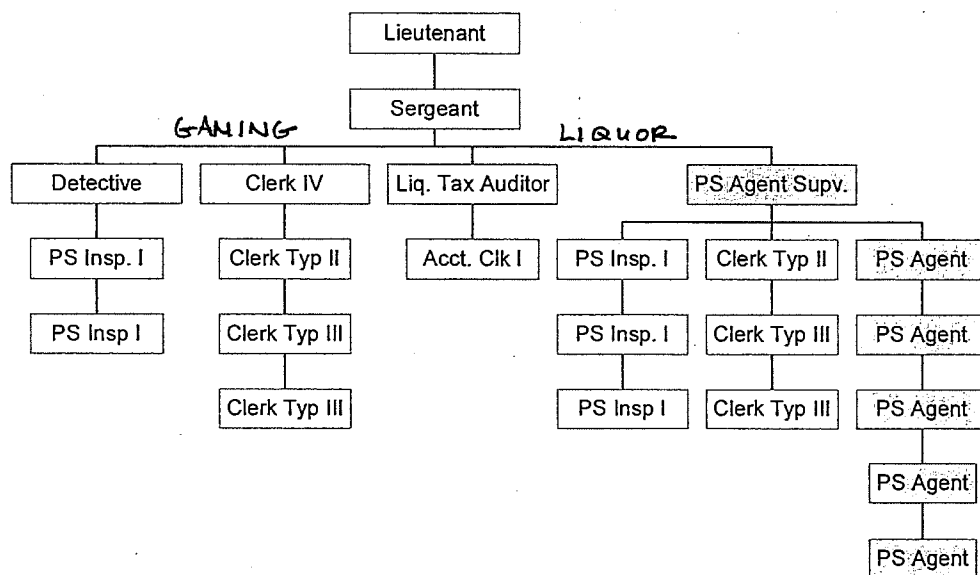 Lieutenant
Sergeant
GAMING LIQUOR
Detective Clerk IV Liq. Tax Auditor PS Agent Supv.
PS Insp. I Clerk Typ II Acct. Clk I PS Insp. I Clerk Typ II PS Agent
PS Insp I Clerk Typ III PS Insp. I Clerk Typ III PS Agent
Clerk Typ III PS Insp I Clerk Typ III PS Agent
PS Agent
PS Agent